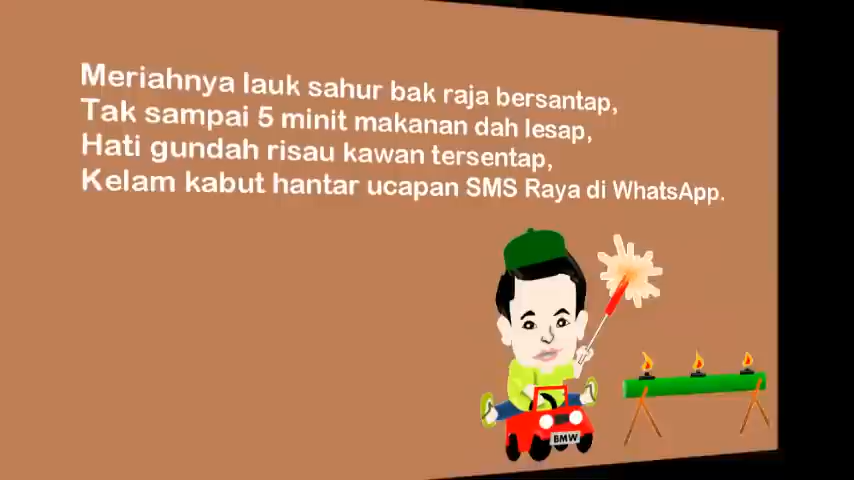 Meriahnya lauk sahur bak raja bersantap,
Tak sampai 5 minit makanan dah lesap,
Hati gundah risau kawan tersentap,
Kelam kabut hantar ucapan SMS Raya di WhatsApp.
BMW